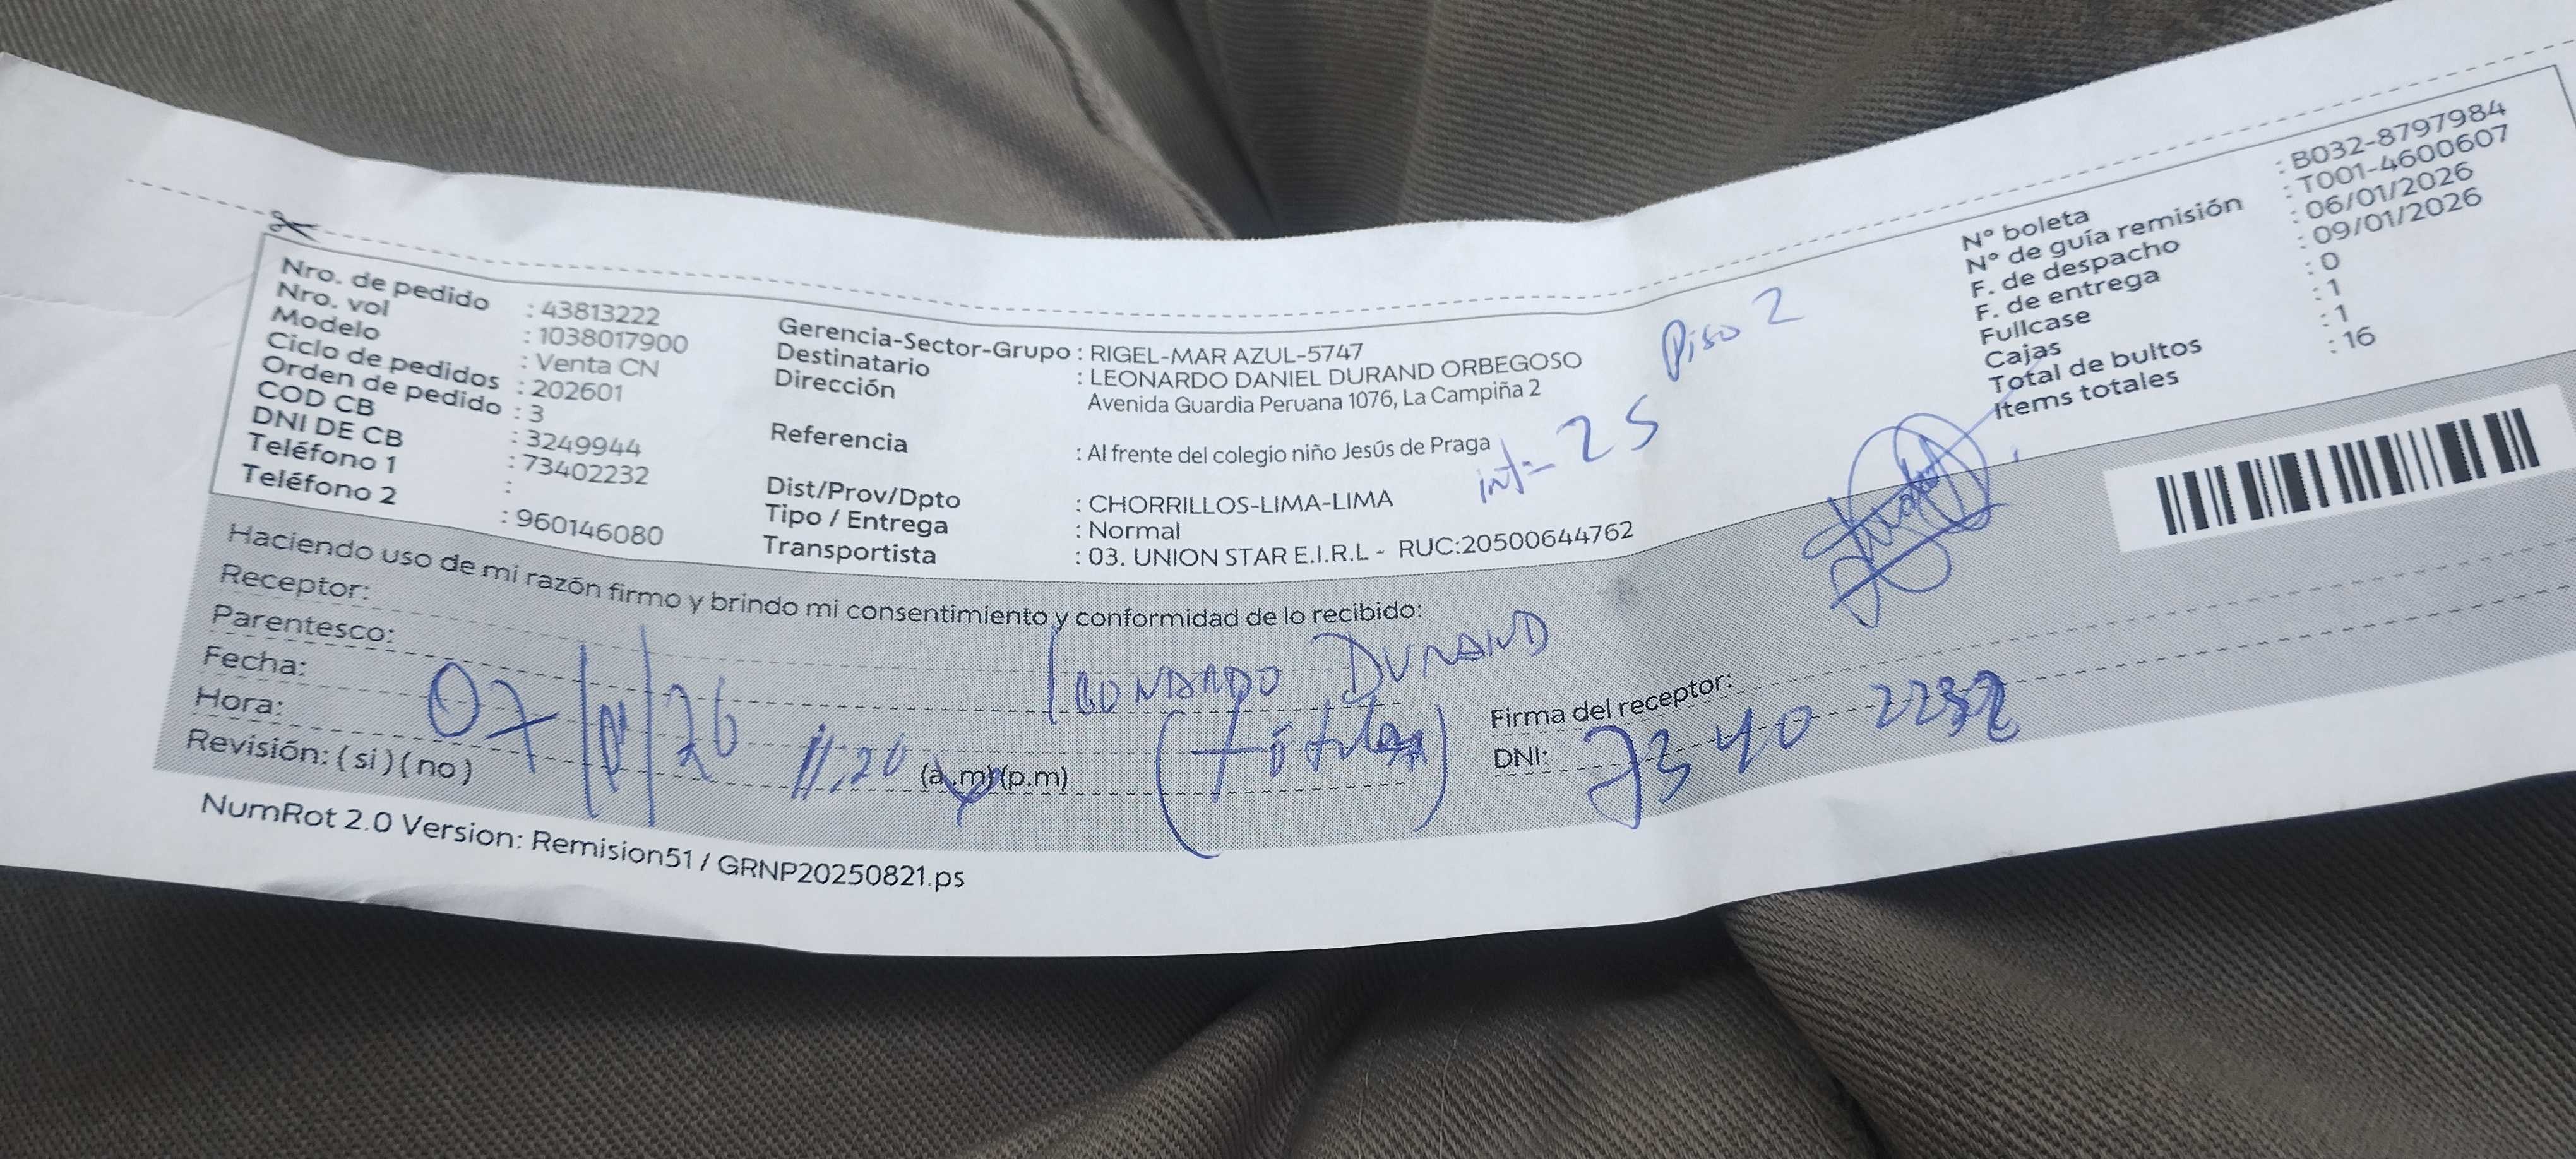 Nro. de pedido : 43813222
Nro. vol : 1038017900
Modelo : Venta CN
Ciclo de pedidos : 202601
Orden de pedido : 3
COD CB : 3249944
DNI DE CB : 73402232
Teléfono 1 :
Teléfono 2 : 960146080
Gerencia-Sector-Grupo : RIGEL-MAR AZUL-5747
Destinatario : LEONARDO DANIEL DURAND ORBEGOSO
Dirección Avenida Guardia Peruana 1076, La Campiña 2
Referencia : Al frente del colegio niño Jesús de Praga
Dist/Prov/Dpto : CHORRILLOS-LIMA-LIMA
Tipo / Entrega : Normal
Transportista : 03. UNION STAR E.I.R.L - RUC:20500644762
Piso 2
int- 25
N° boleta : B032-8797984
N° de guía remisión : T001-4600607
F. de despacho : 06/01/2026
F. de entrega : 09/01/2026
Fullcase : 0
Cajas : 1
Total de bultos : 1
Items totales : 16
Haciendo uso de mi razón firmo y brindo mi consentimiento y conformidad de lo recibido:
Receptor: LEONARDO DURAND
Parentesco: (titular)
Fecha: 07/01/26
Hora: 11:20 (a.m)(p.m)
Revisión: (si)(no)
Firma del receptor:
DNI: 73402232
NumRot 2.0 Version: Remision51 / GRNP20250821.ps